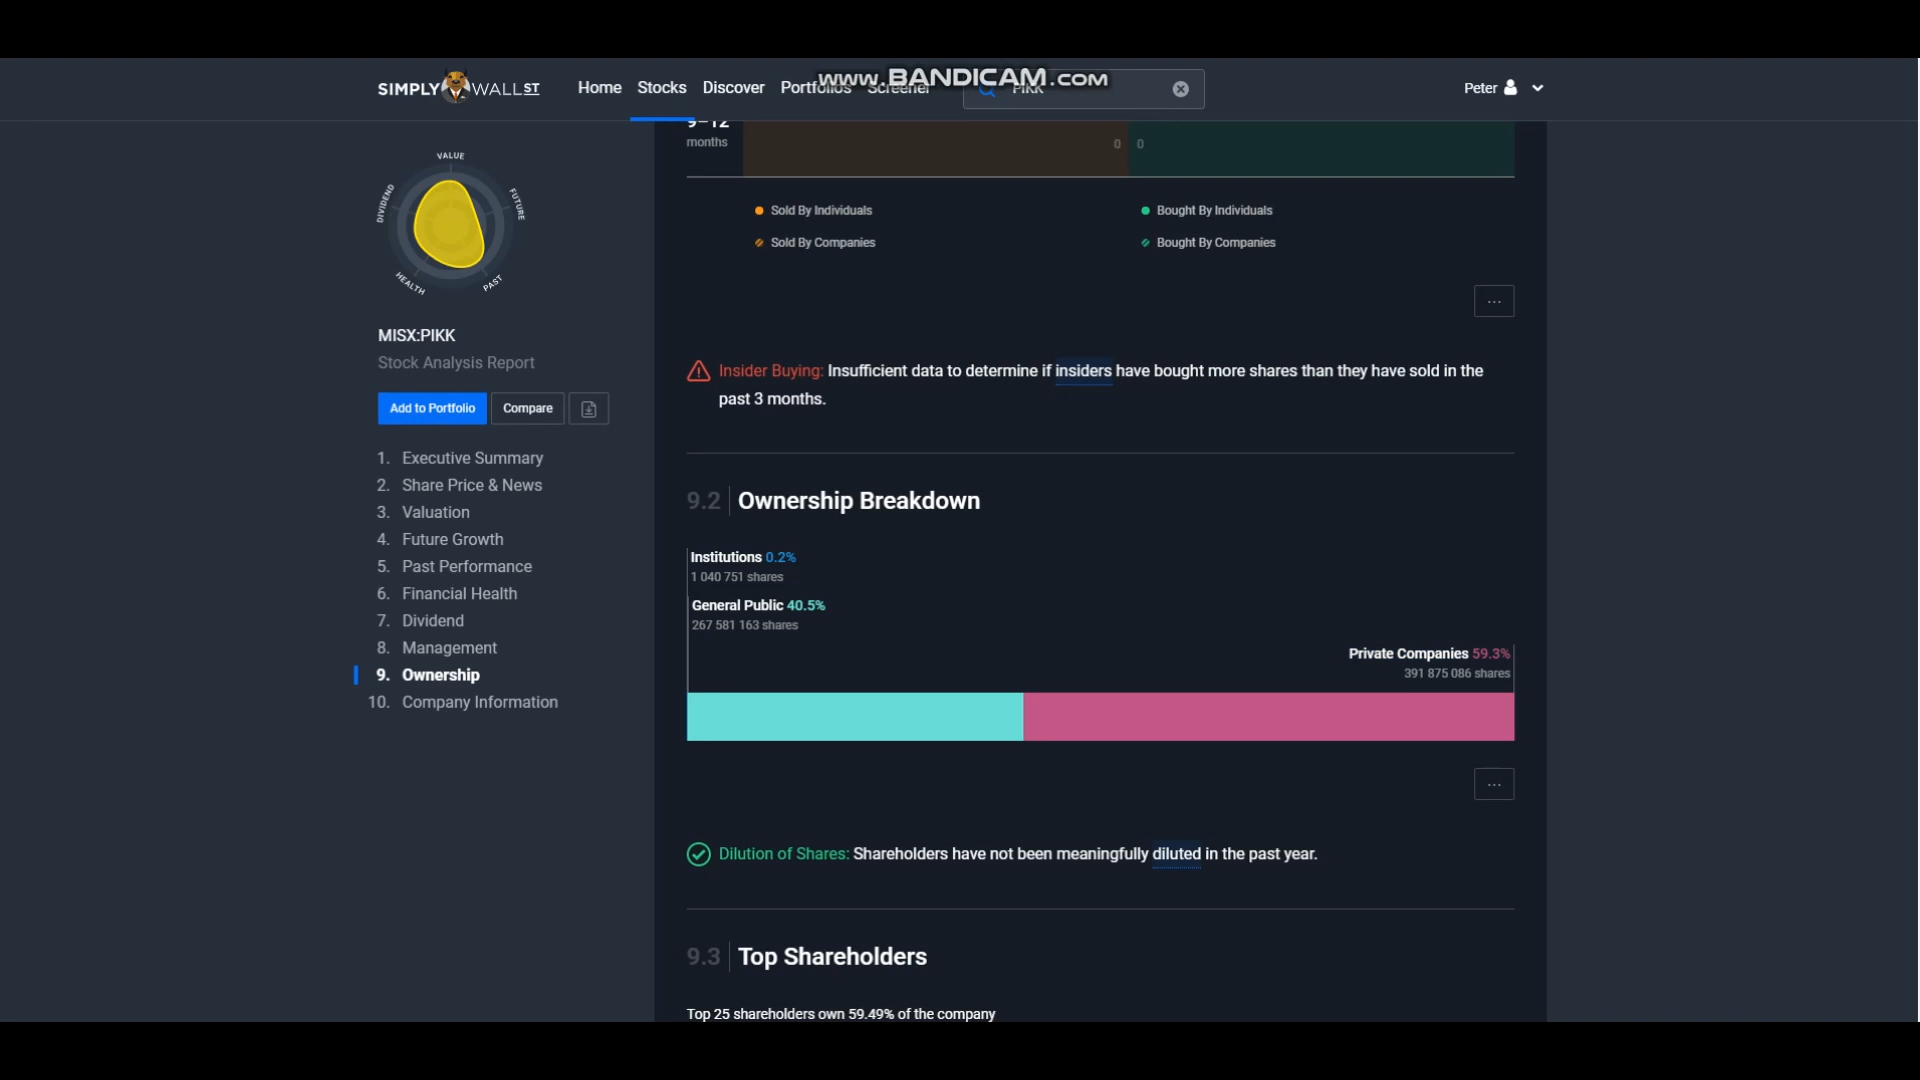 www.BANDICAM.com
SIMPLY WALLST
Home Stocks Discover Portfolios Screener PIKK
Peter
VALUE
FUTURE
PAST
HEALTH
DIVIDEND
MISX:PIKK
Stock Analysis Report
Add to Portfolio Compare
1. Executive Summary
2. Share Price & News
3. Valuation
4. Future Growth
5. Past Performance
6. Financial Health
7. Dividend
8. Management
9. Ownership
10. Company Information
9–12
months
0 0
Sold By Individuals
Bought By Individuals
Sold By Companies
Bought By Companies
...
Insider Buying: Insufficient data to determine if insiders have bought more shares than they have sold in the
past 3 months.
9.2 Ownership Breakdown
Institutions 0.2%
1 040 751 shares
General Public 40.5%
267 581 163 shares
Private Companies 59.3%
391 875 086 shares
...
Dilution of Shares: Shareholders have not been meaningfully diluted in the past year.
9.3 Top Shareholders
Top 25 shareholders own 59.49% of the company